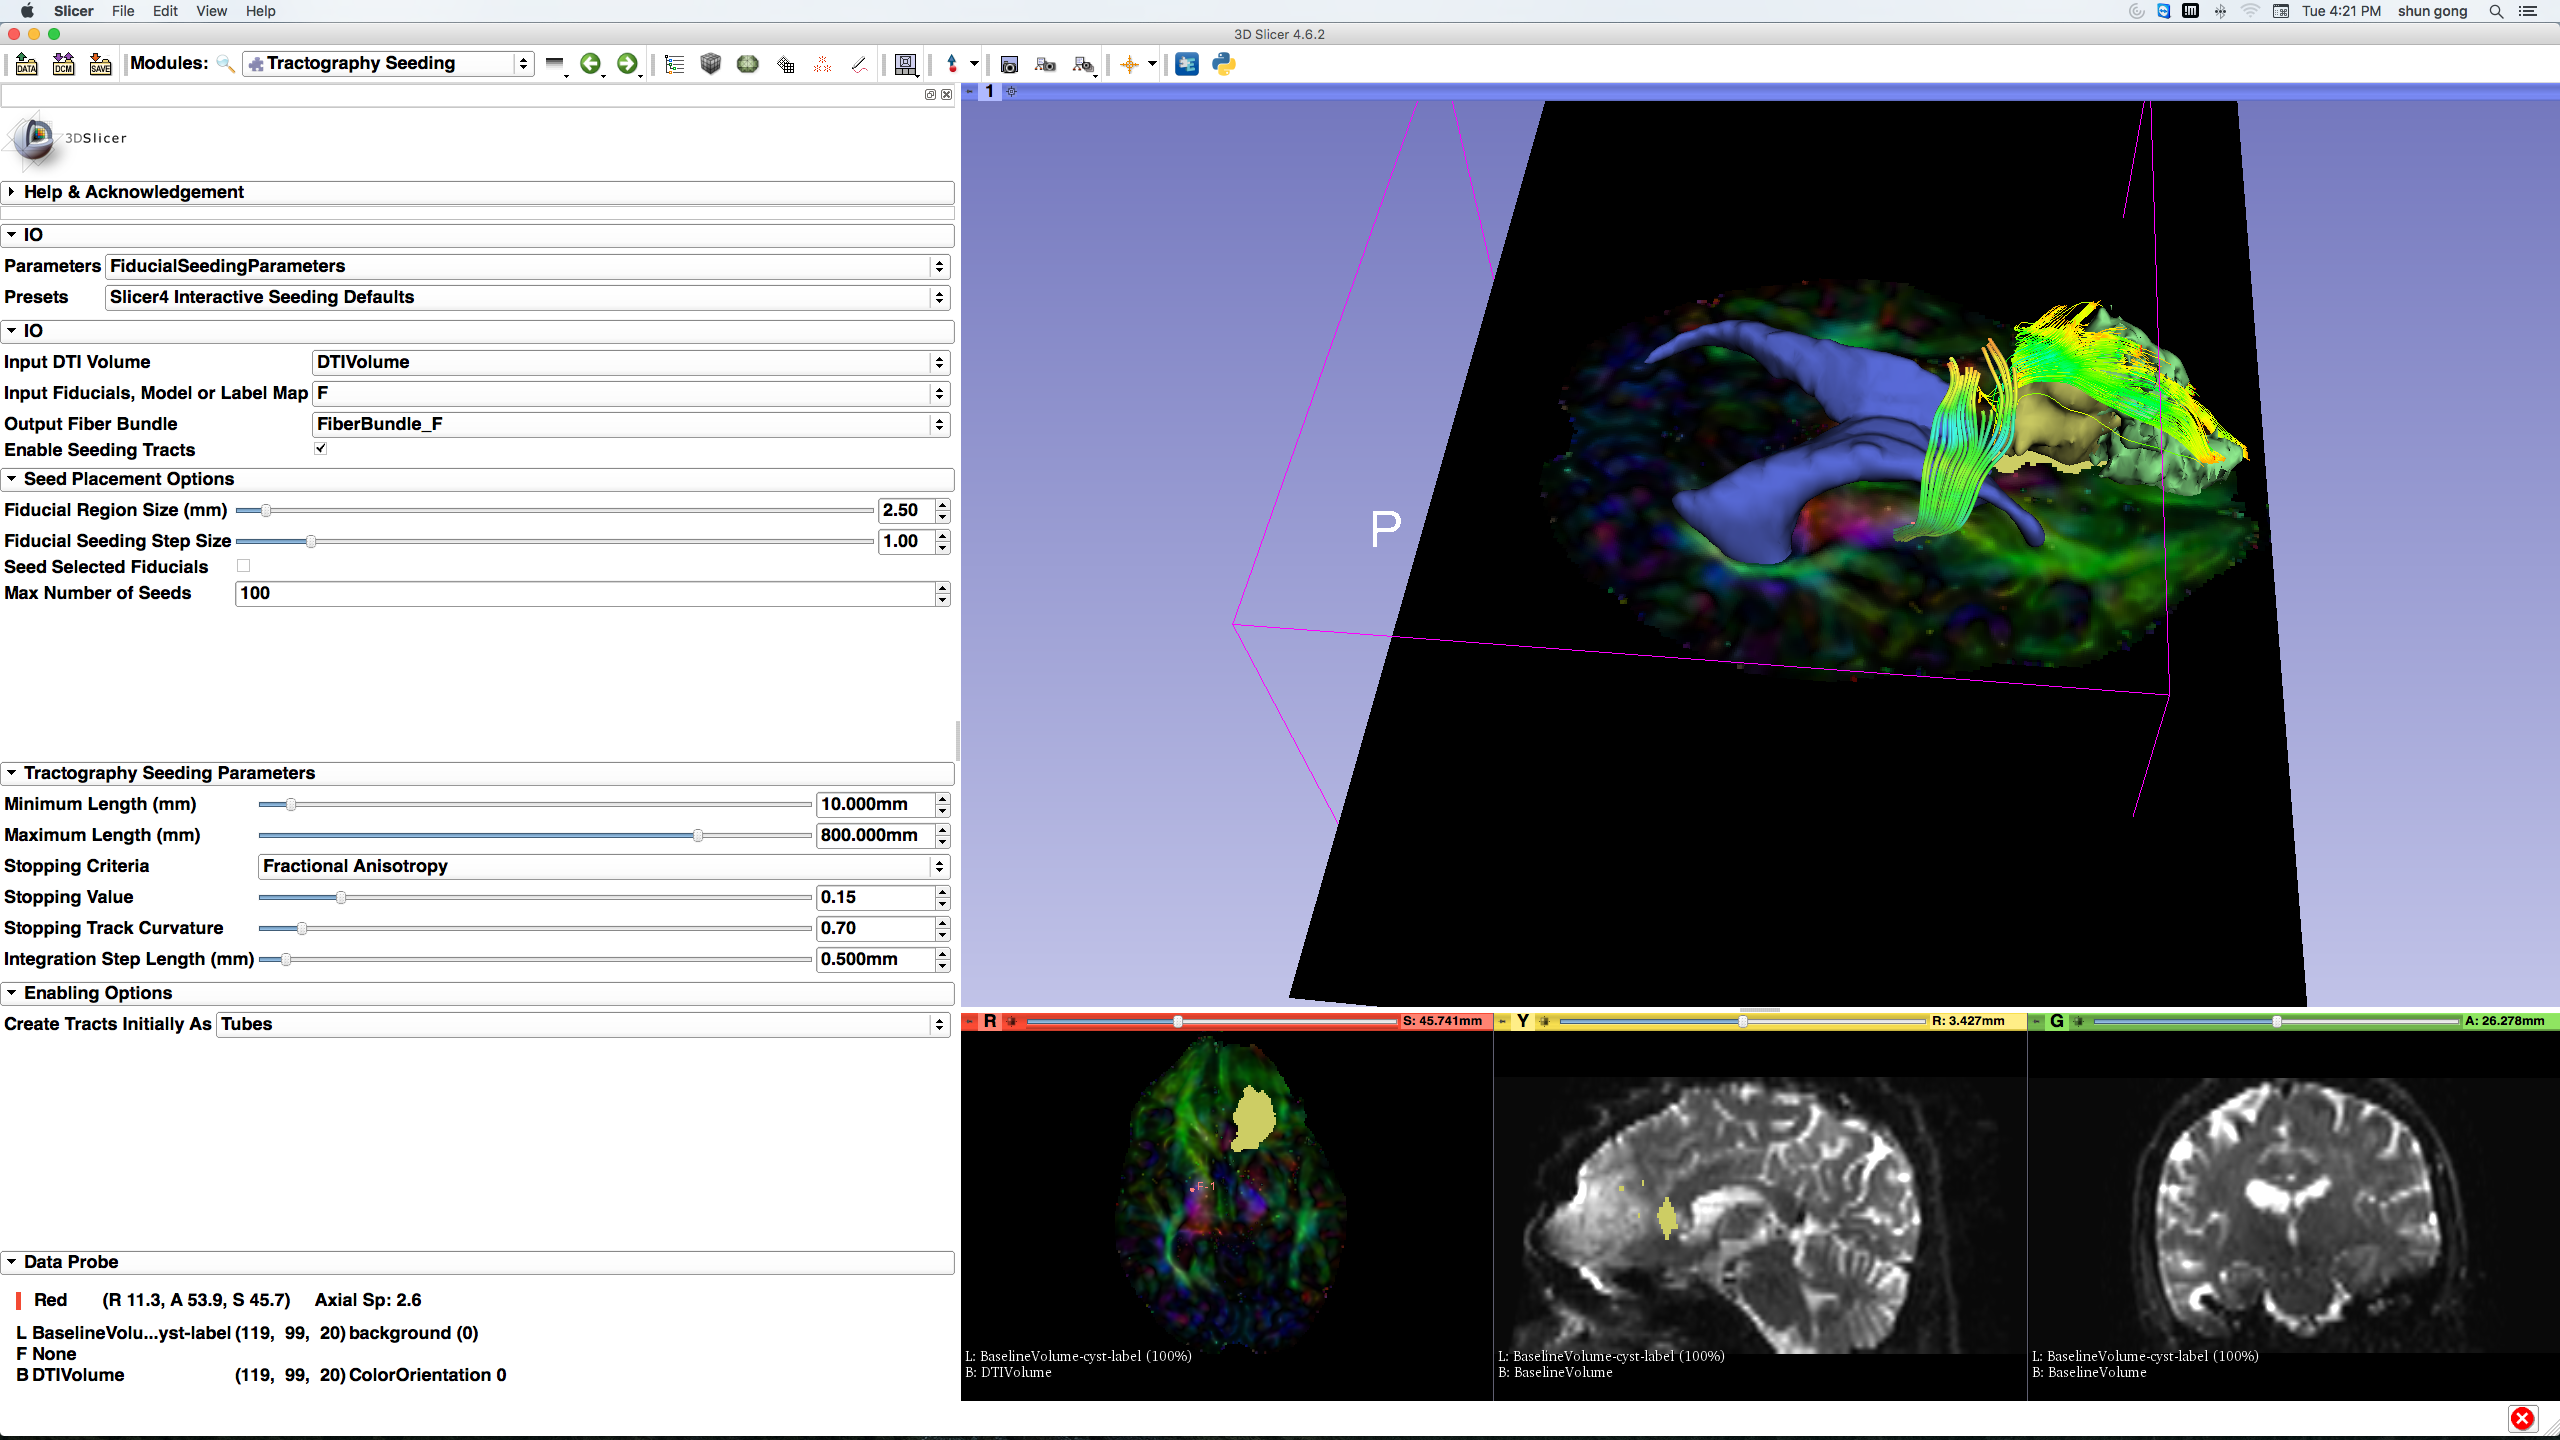 Slicer File Edit View Help Tue 4:21 PM shun gong
3D Slicer 4.6.2
DATA DCM SAVE Modules: Tractography Seeding
1
3DSlicer
Help & Acknowledgement
IO
Parameters FiducialSeedingParameters
Presets Slicer4 Interactive Seeding Defaults
IO
Input DTI Volume DTIVolume
Input Fiducials, Model or Label Map F
Output Fiber Bundle FiberBundle_F
Enable Seeding Tracts
Seed Placement Options
Fiducial Region Size (mm) 2.50
Fiducial Seeding Step Size 1.00
Seed Selected Fiducials
Max Number of Seeds 100
P
Tractography Seeding Parameters
Minimum Length (mm) 10.000mm
Maximum Length (mm) 800.000mm
Stopping Criteria Fractional Anisotropy
Stopping Value 0.15
Stopping Track Curvature 0.70
Integration Step Length (mm) 0.500mm
Enabling Options
Create Tracts Initially As Tubes
R S: 45.741mm Y R: 3.427mm G A: 26.278mm
F-1
L: BaselineVolume-cyst-label (100%)
B: DTIVolume
L: BaselineVolume-cyst-label (100%)
B: BaselineVolume
L: BaselineVolume-cyst-label (100%)
B: BaselineVolume
Data Probe
Red (R 11.3, A 53.9, S 45.7) Axial Sp: 2.6
L BaselineVolu...yst-label (119, 99, 20) background (0)
F None
B DTIVolume (119, 99, 20) ColorOrientation 0